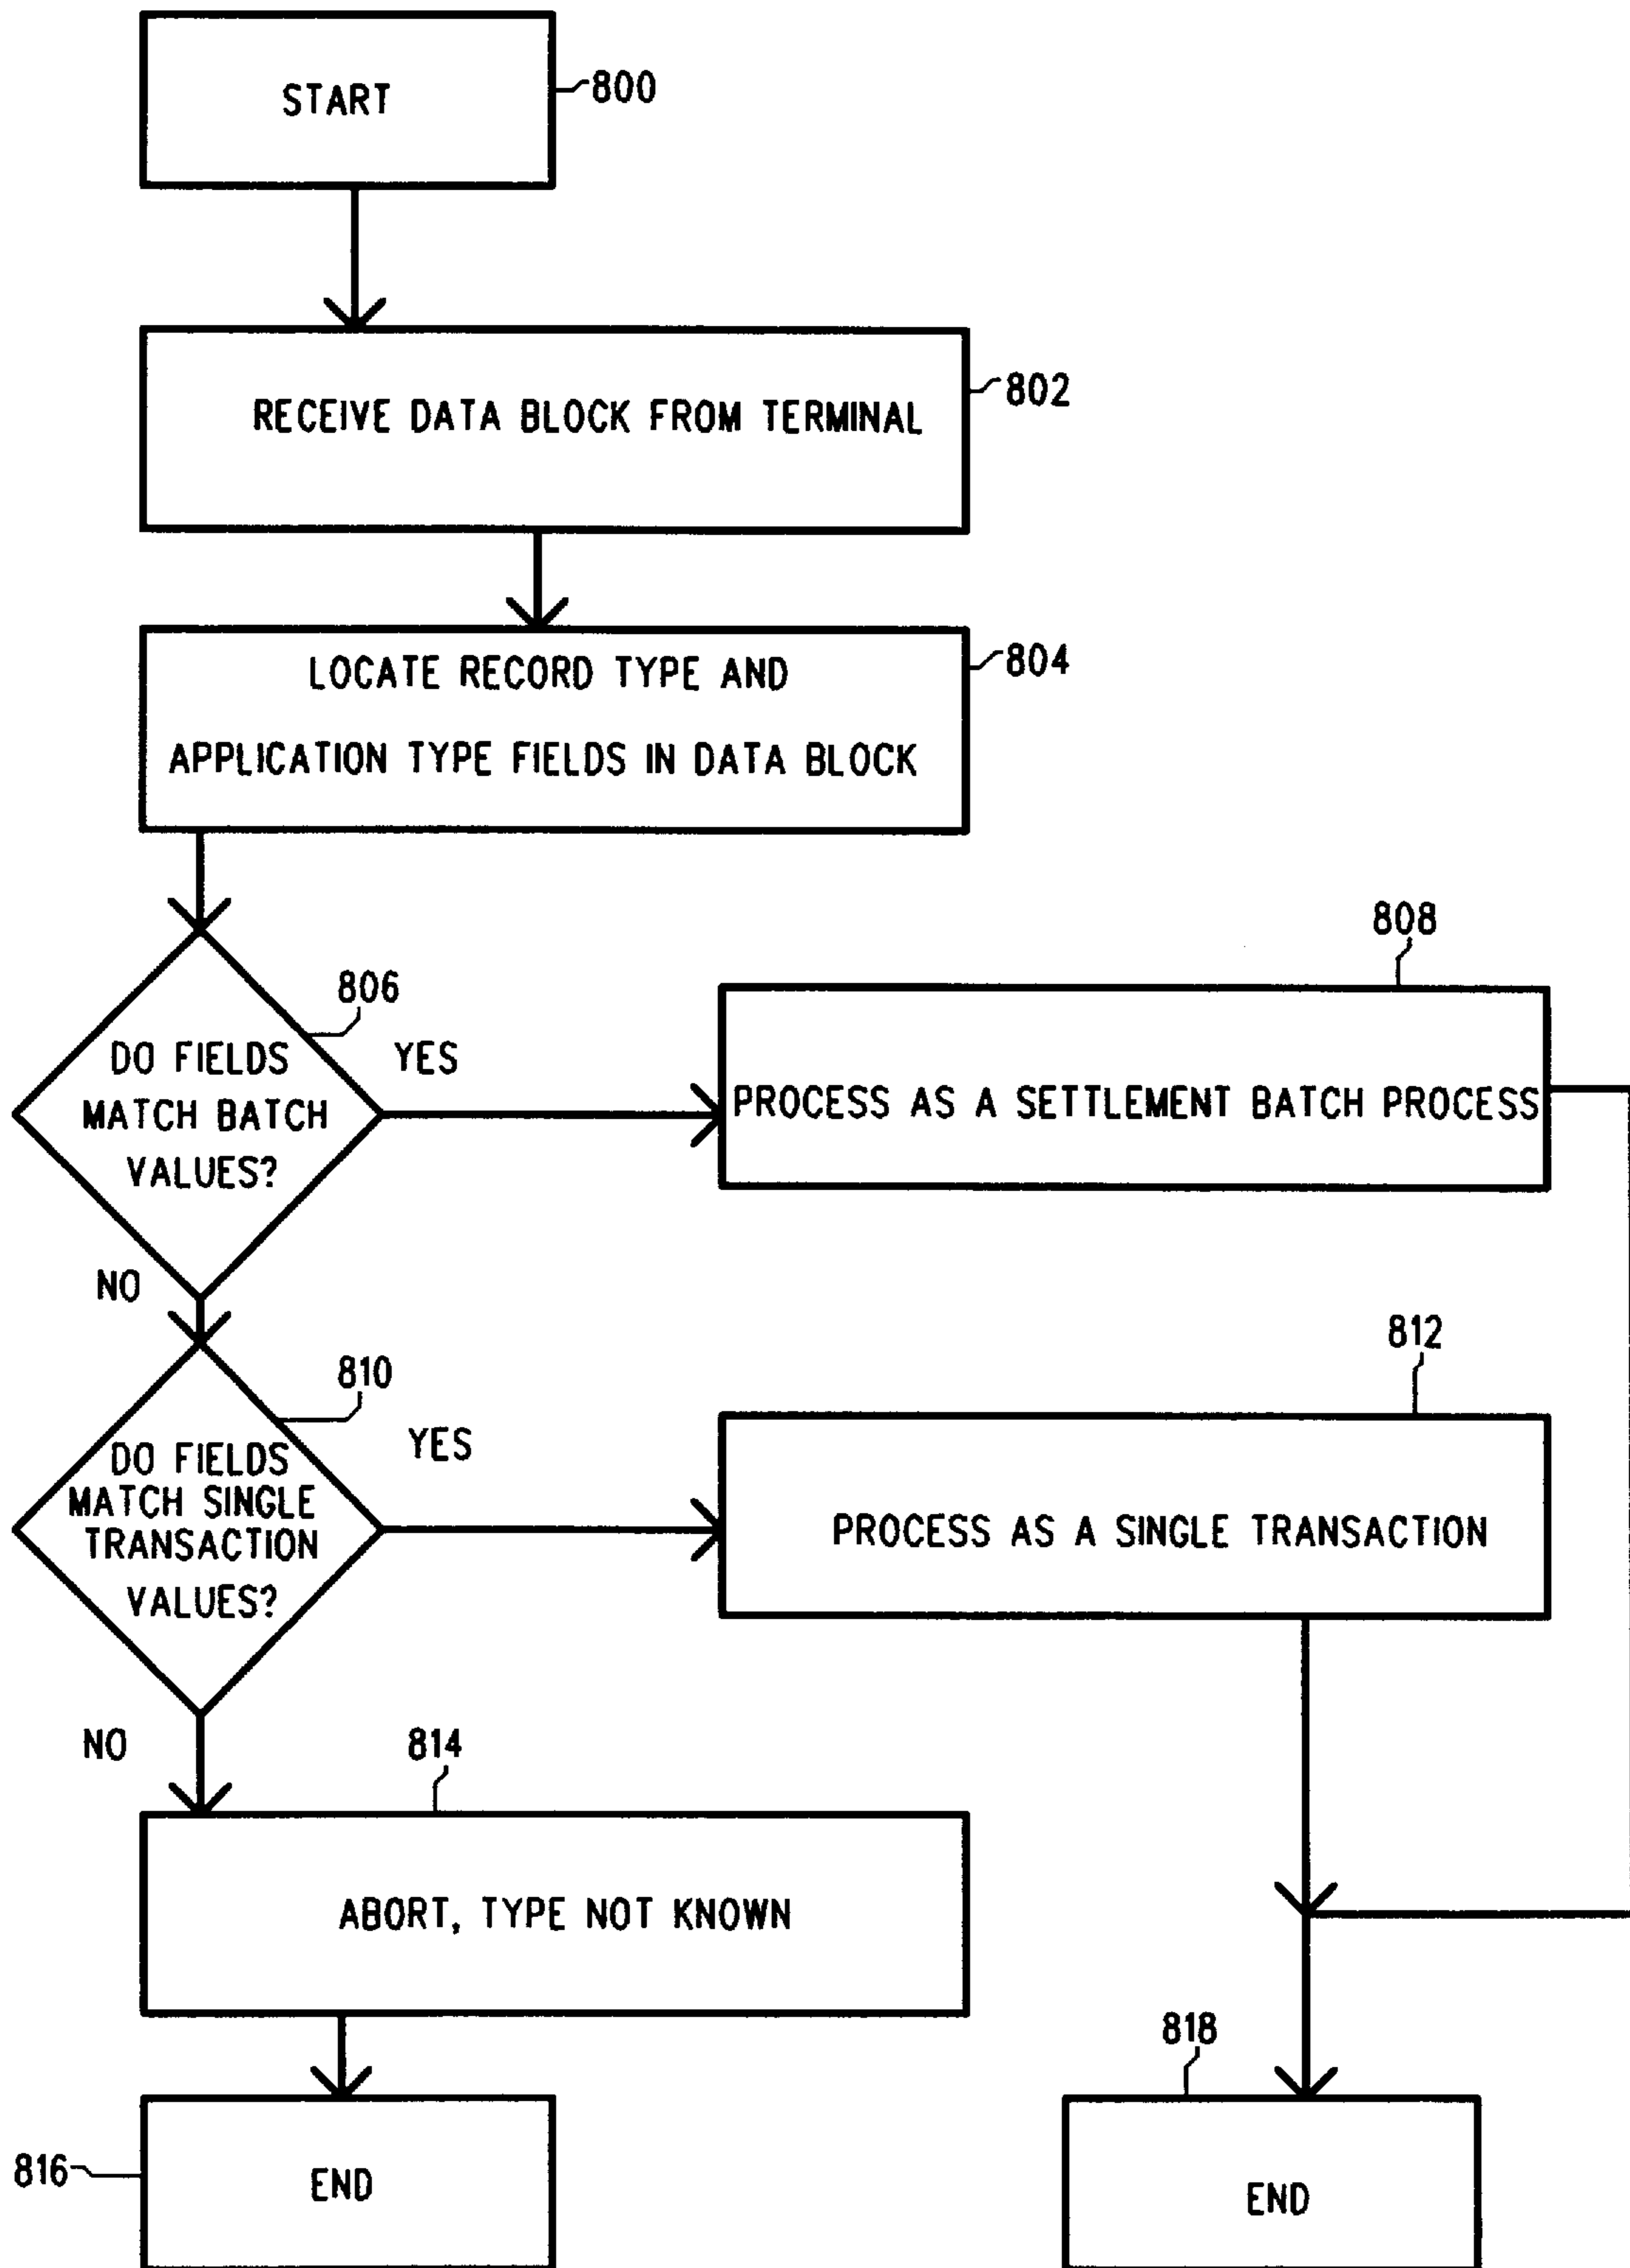 START
800
RECEIVE DATA BLOCK FROM TERMINAL
802
LOCATE RECORD TYPE AND
APPLICATION TYPE FIELDS IN DATA BLOCK
804
806
DO FIELDS
MATCH BATCH
VALUES?
YES
808
PROCESS AS A SETTLEMENT BATCH PROCESS
NO
810
DO FIELDS
MATCH SINGLE
TRANSACTION
VALUES?
YES
812
PROCESS AS A SINGLE TRANSACTION
NO
814
ABORT, TYPE NOT KNOWN
816
END
818
END